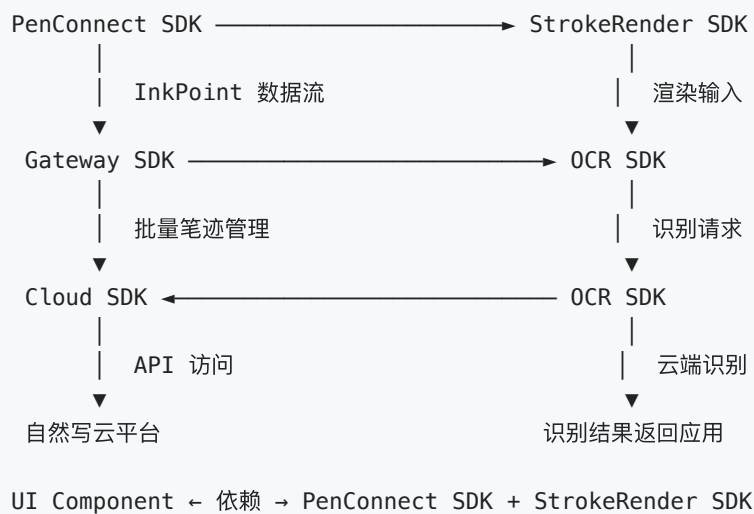 PenConnect SDK ──────────────────────► StrokeRender SDK
│ │
│ InkPoint 数据流 │ 渲染输入
▼ ▼
Gateway SDK ──────────────────────────► OCR SDK
│ │
│ 批量笔迹管理 │ 识别请求
▼ ▼
Cloud SDK ◄───────────────────────────── OCR SDK
│ │
│ API 访问 │ 云端识别
▼ ▼
自然写云平台 识别结果返回应用
UI Component ← 依赖 → PenConnect SDK + StrokeRender SDK